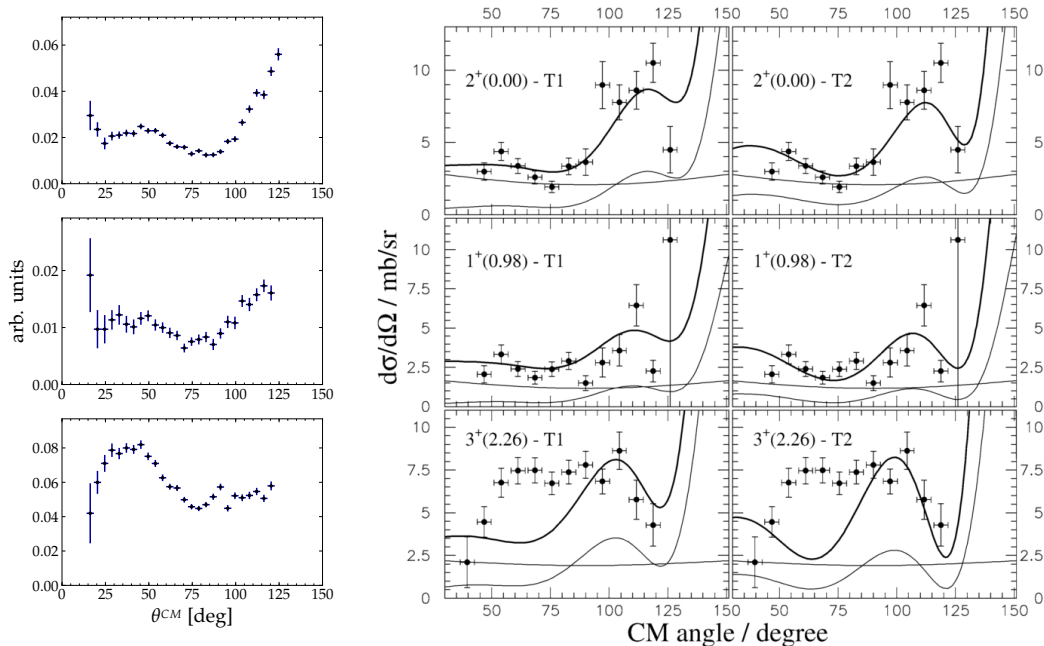 0.06
0.04
0.02
0.00
0 25 50 75 100 125 150
0.02
0.01
0.00
0 25 50 75 100 125 150
0.08
0.06
0.04
0.02
0.00
0 25 50 75 100 125 150
arb. units
θCM [deg]
50 75 100 125 50 75 100 125 150
2+(0.00) - T1
2+(0.00) - T2
10
5
0
10
5
0
1+(0.98) - T1
1+(0.98) - T2
10
7.5
5
2.5
0
10
7.5
5
2.5
0
3+(2.26) - T1
3+(2.26) - T2
10
7.5
5
2.5
0
10
7.5
5
2.5
0
50 75 100 125 50 75 100 125 150
dσ/dΩ / mb/sr
CM angle / degree